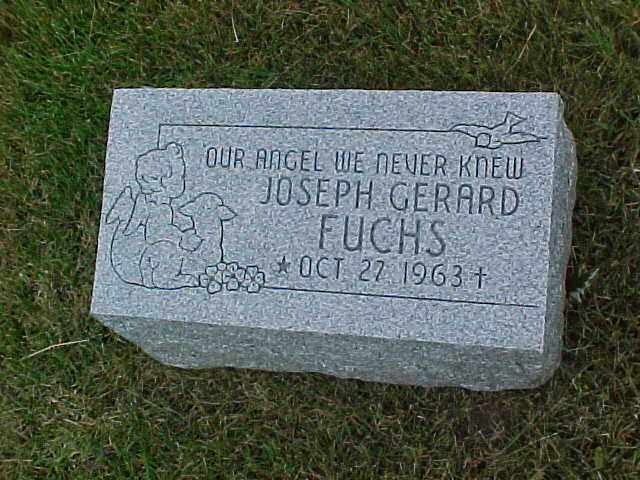 OUR ANGEL WE NEVER KNEW
JOSEPH GERARD
FUCHS
★ OCT 27 1963 ✝